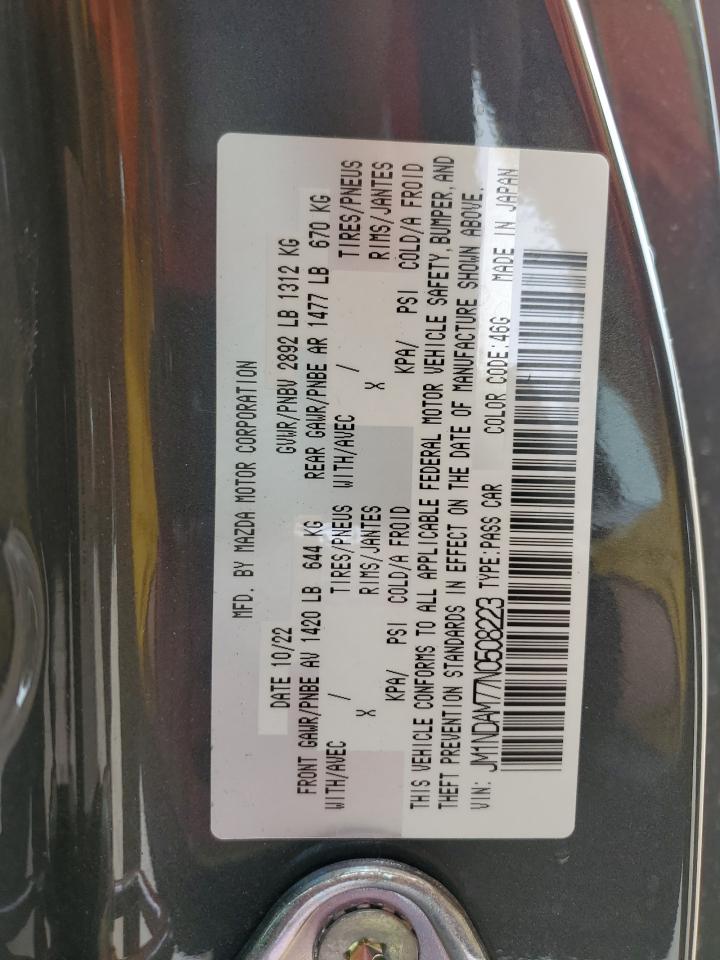 MFD. BY MAZDA MOTOR CORPORATION
DATE 10/22 GVWR/PNBV 2892 LB 1312 KG
FRONT GAWR/PNBE AV 1420 LB 644 KG REAR GAWR/PNBE AR 1477 LB 670 KG
WITH/AVEC / TIRES/PNEUS WITH/AVEC / TIRES/PNEUS
X RIMS/JANTES X RIMS/JANTES
KPA/ PSI COLD/A FROID KPA/ PSI COLD/A FROID
THIS VEHICLE CONFORMS TO ALL APPLICABLE FEDERAL MOTOR VEHICLE SAFETY, BUMPER, AND
THEFT PREVENTION STANDARDS IN EFFECT ON THE DATE OF MANUFACTURE SHOWN ABOVE.
VIN: JM1NDAM77N0508223 TYPE:PASS CAR COLOR CODE:46G MADE IN JAPAN